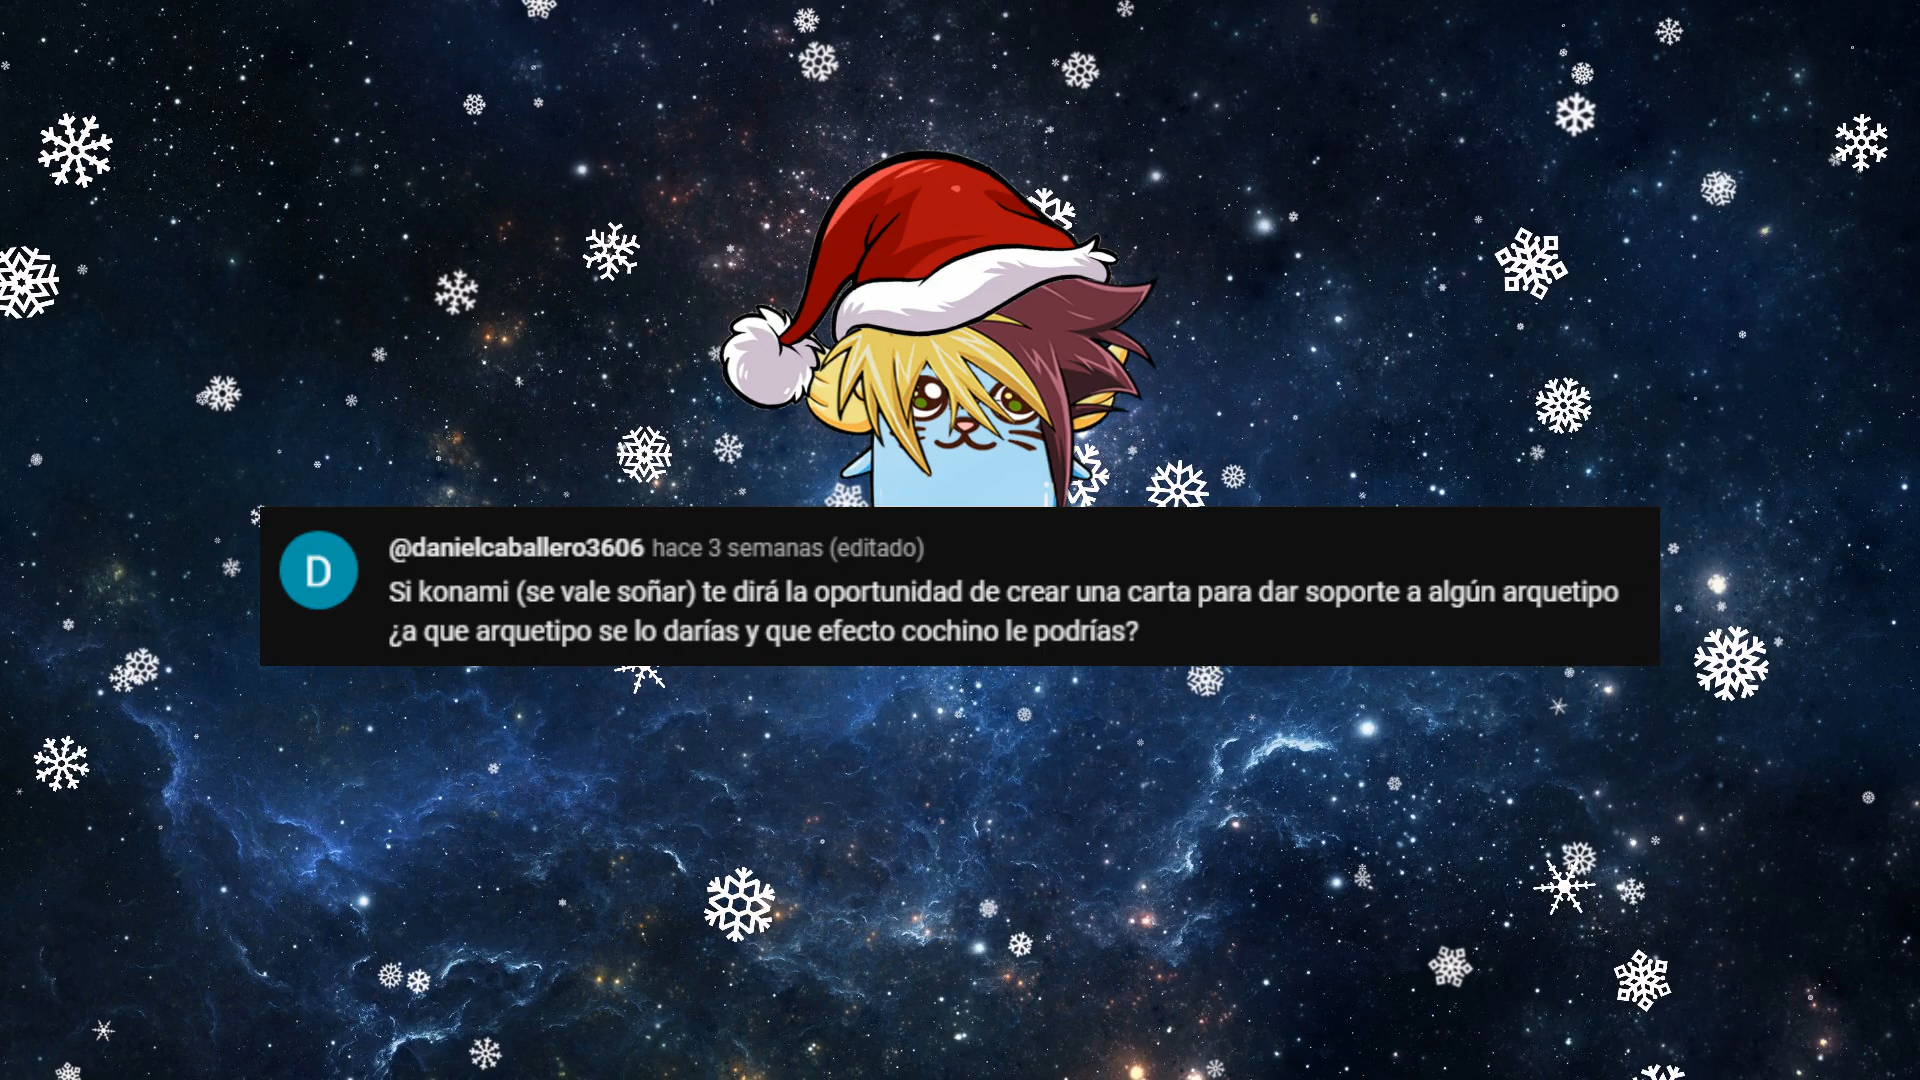 D
@danielcaballero3606 hace 3 semanas (editado)
Si konami (se vale soñar) te dirá la oportunidad de crear una carta para dar soporte a algún arquetipo
¿a que arquetipo se lo darías y que efecto cochino le podrías?